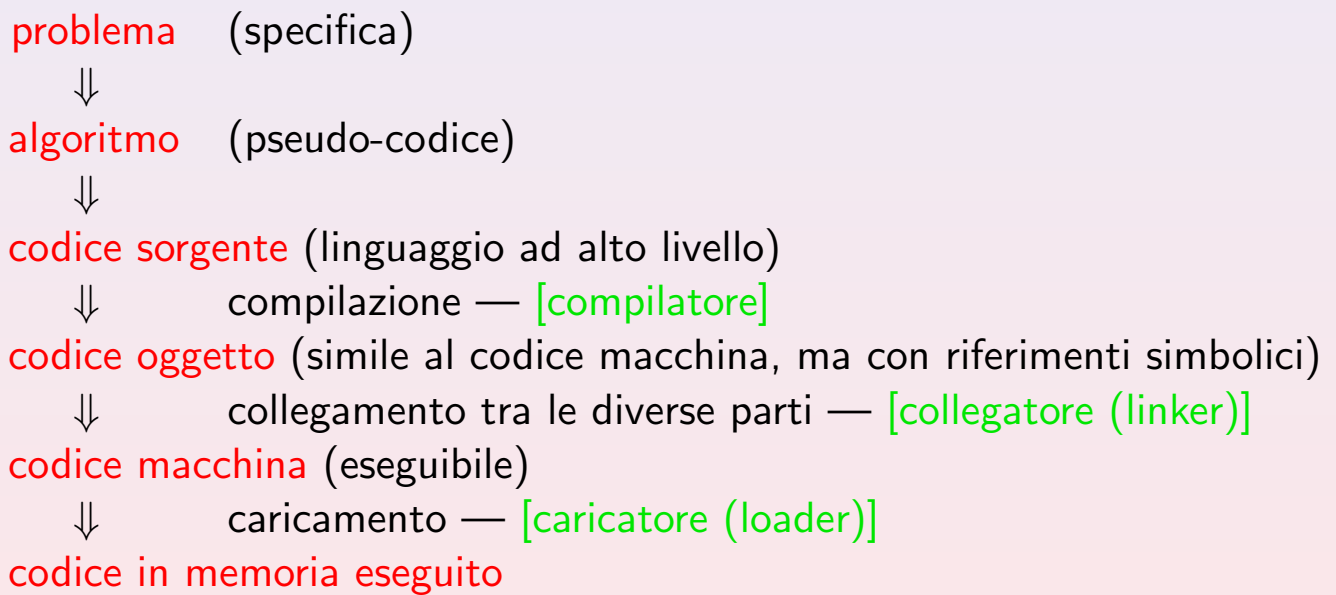 problema (specifica)
⇓
algoritmo (pseudo-codice)
⇓
codice sorgente (linguaggio ad alto livello)
⇓ compilazione — [compilatore]
codice oggetto (simile al codice macchina, ma con riferimenti simbolici)
⇓ collegamento tra le diverse parti — [collegatore (linker)]
codice macchina (eseguibile)
⇓ caricamento — [caricatore (loader)]
codice in memoria eseguito